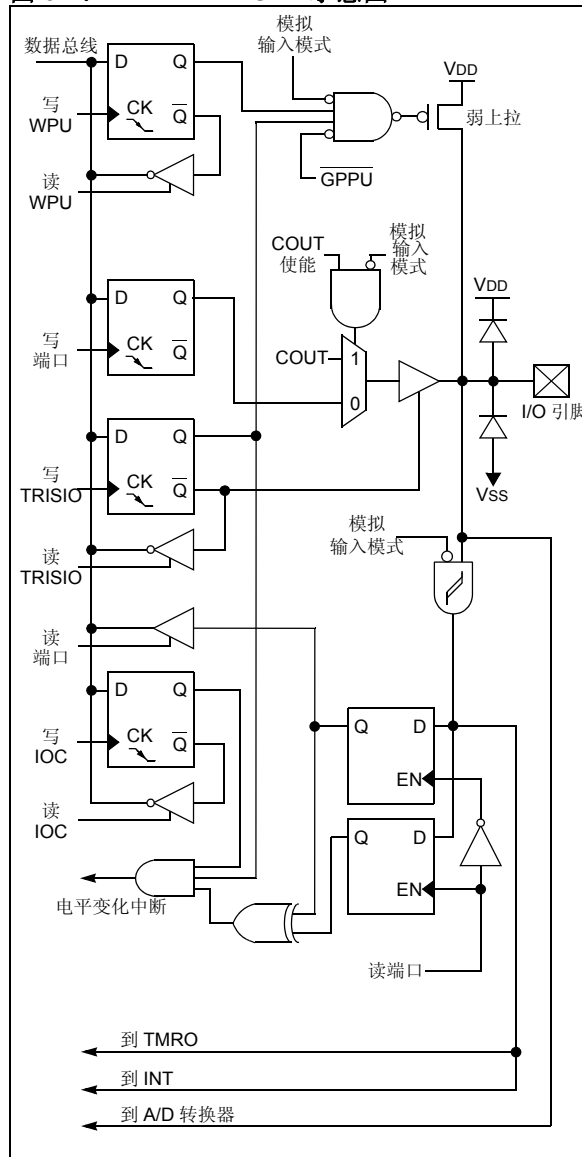 数据总线
D
Q
写
WPU
CK
Q
读
WPU
模拟
输入模式
GPPU
VDD
弱上拉
COUT
使能
模拟
输入
模式
D
Q
写
端口
CK
Q
COUT
1
0
VDD
I/O 引脚
VSS
D
Q
写
TRISIO
CK
Q
读
TRISIO
模拟
输入模式
读
端口
D
Q
写
IOC
CK
Q
读
IOC
Q
D
EN
Q
D
EN
电平变化中断
读端口
到 TMRO
到 INT
到 A/D 转换器